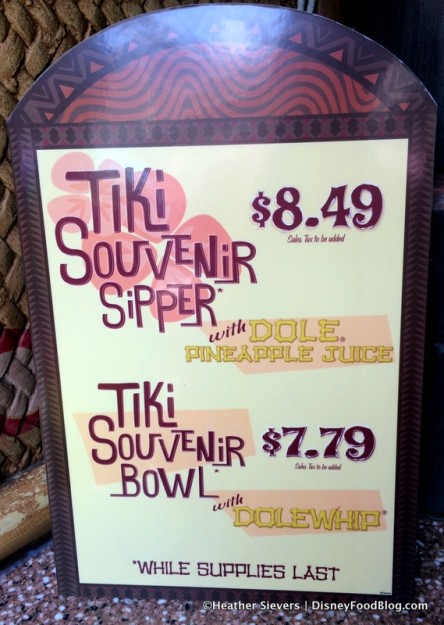 TiKi
SOUVENIR
SiPPER*
$8.49
Sales Tax to be added
with DOLE®
PINEAPPLE JUICE
TiKi
SOUVENIR
BOWL*
$7.79
Sales Tax to be added
with DOLEWHIP®
*WHILE SUPPLIES LAST
©Heather Sievers | DisneyFoodBlog.com